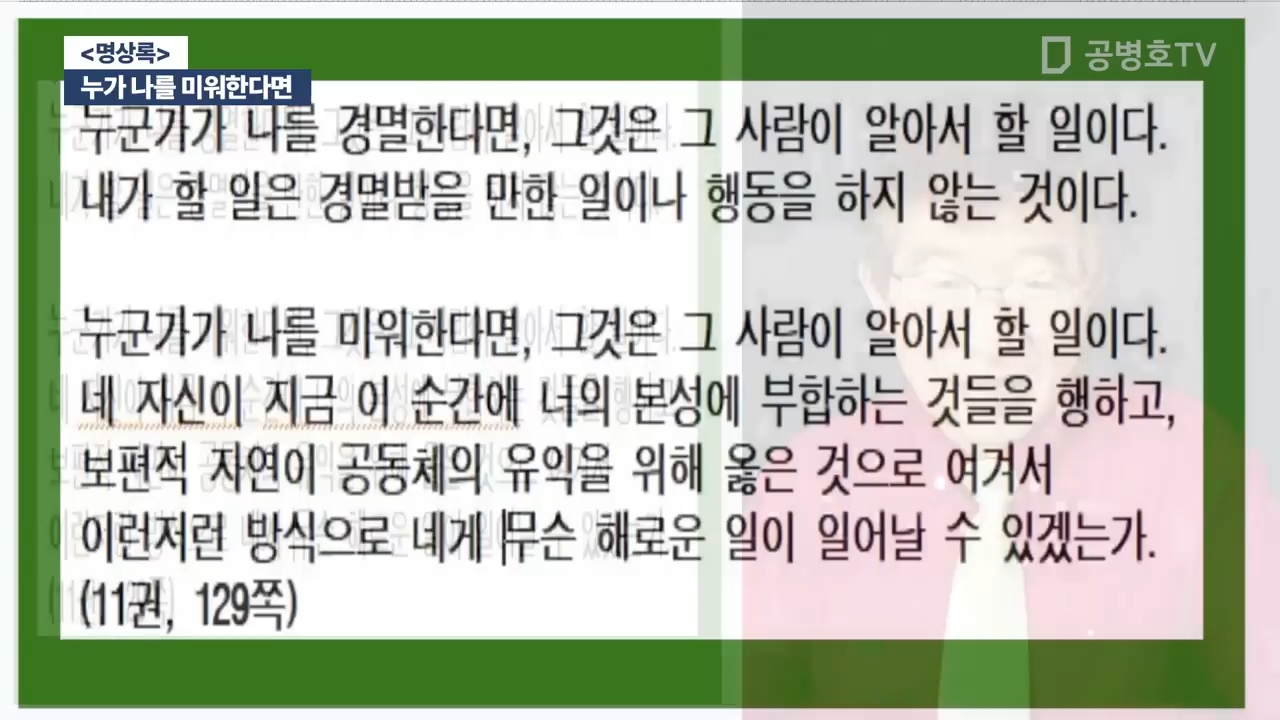 <명상록>
누가 나를 미워한다면
공병호TV
누군가가 나를 경멸한다면, 그것은 그 사람이 알아서 할 일이다.
내가 할 일은 경멸받을 만한 일이나 행동을 하지 않는 것이다.
누군가가 나를 미워한다면, 그것은 그 사람이 알아서 할 일이다.
네 자신이 지금 이 순간에 너의 본성에 부합하는 것들을 행하고,
보편적 자연이 공동체의 유익을 위해 옳은 것으로 여겨서
이런저런 방식으로 네게 무슨 해로운 일이 일어날 수 있겠는가.
(11권, 129쪽)